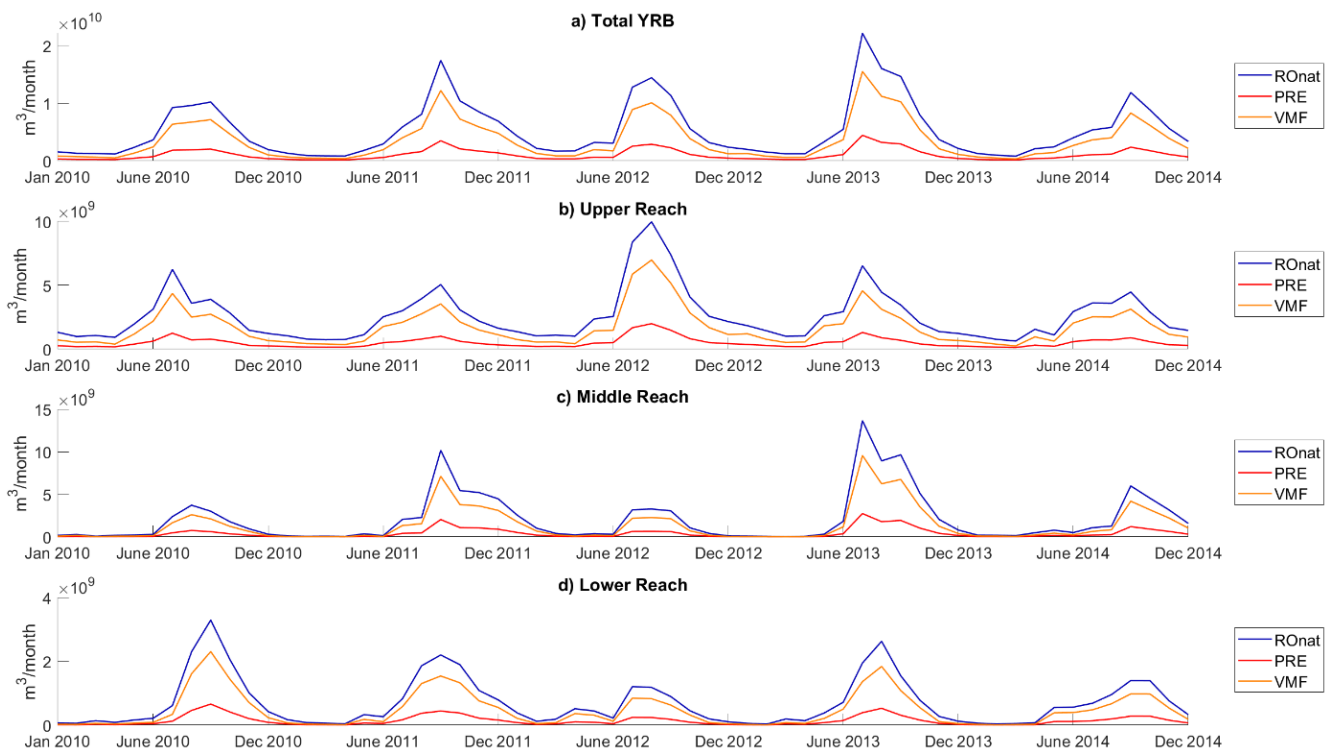 a) Total YRB
×10^10
m^3/month
2
1
0
Jan 2010 June 2010 Dec 2010 June 2011 Dec 2011 June 2012 Dec 2012 June 2013 Dec 2013 June 2014 Dec 2014
ROnat
PRE
VMF
b) Upper Reach
×10^9
m^3/month
10
5
0
Jan 2010 June 2010 Dec 2010 June 2011 Dec 2011 June 2012 Dec 2012 June 2013 Dec 2013 June 2014 Dec 2014
ROnat
PRE
VMF
c) Middle Reach
×10^9
m^3/month
15
10
5
0
Jan 2010 June 2010 Dec 2010 June 2011 Dec 2011 June 2012 Dec 2012 June 2013 Dec 2013 June 2014 Dec 2014
ROnat
PRE
VMF
d) Lower Reach
×10^9
m^3/month
4
2
0
Jan 2010 June 2010 Dec 2010 June 2011 Dec 2011 June 2012 Dec 2012 June 2013 Dec 2013 June 2014 Dec 2014
ROnat
PRE
VMF